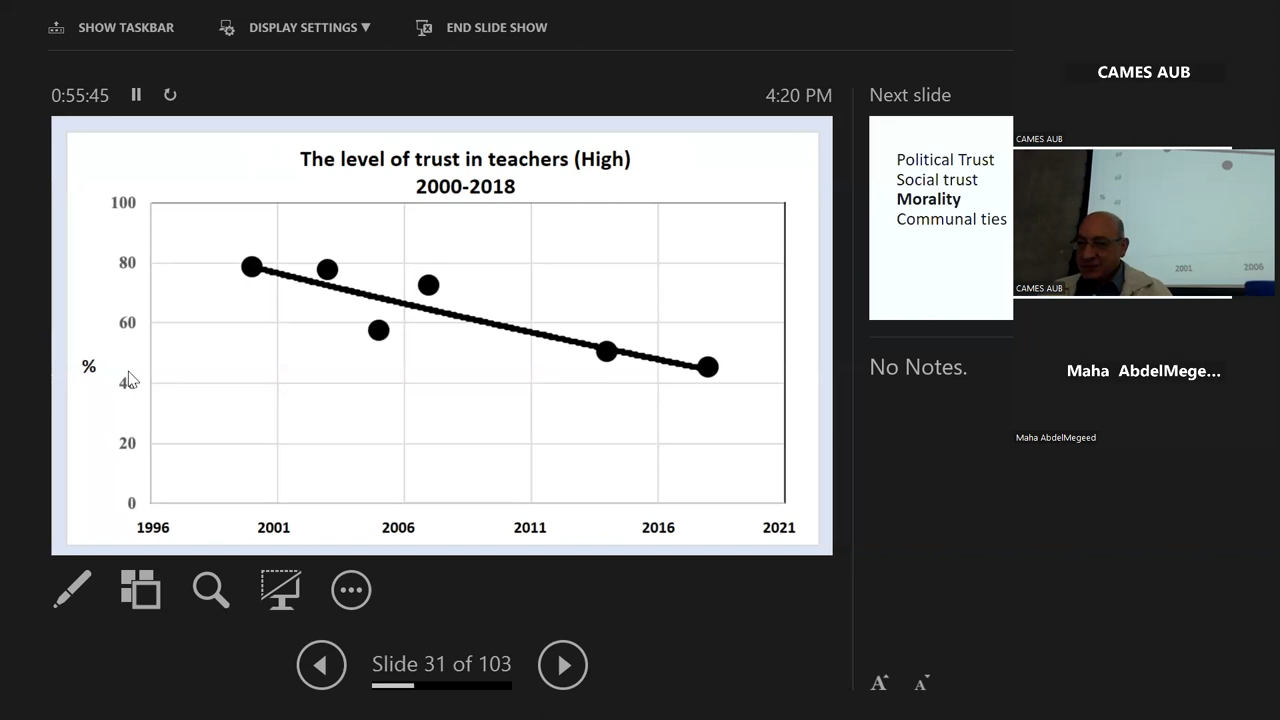 SHOW TASKBAR
DISPLAY SETTINGS ▼
END SLIDE SHOW
CAMES AUB
0:55:45
4:20 PM
Next slide
The level of trust in teachers (High)
2000-2018
100
80
60
%
20
0
1996
2001
2006
2011
2016
2021
Political Trust
Social trust
Morality
Communal ties
CAMES AUB
2001
2006
CAMES AUB
No Notes.
Maha AbdelMege...
Maha AbdelMegeed
Slide 31 of 103
A
A